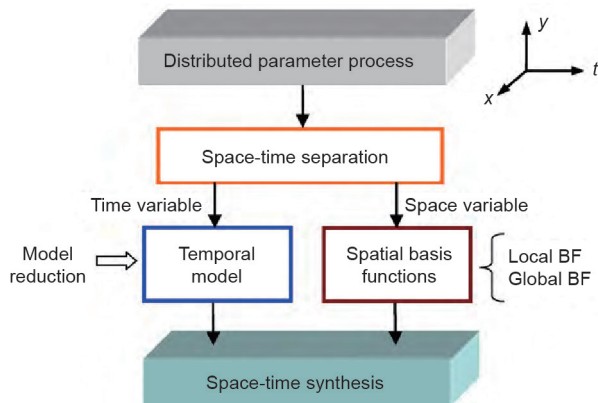 Distributed parameter process
y
t
x
Space-time separation
Time variable
Space variable
Model
reduction
Temporal
model
Spatial basis
functions
Local BF
Global BF
Space-time synthesis